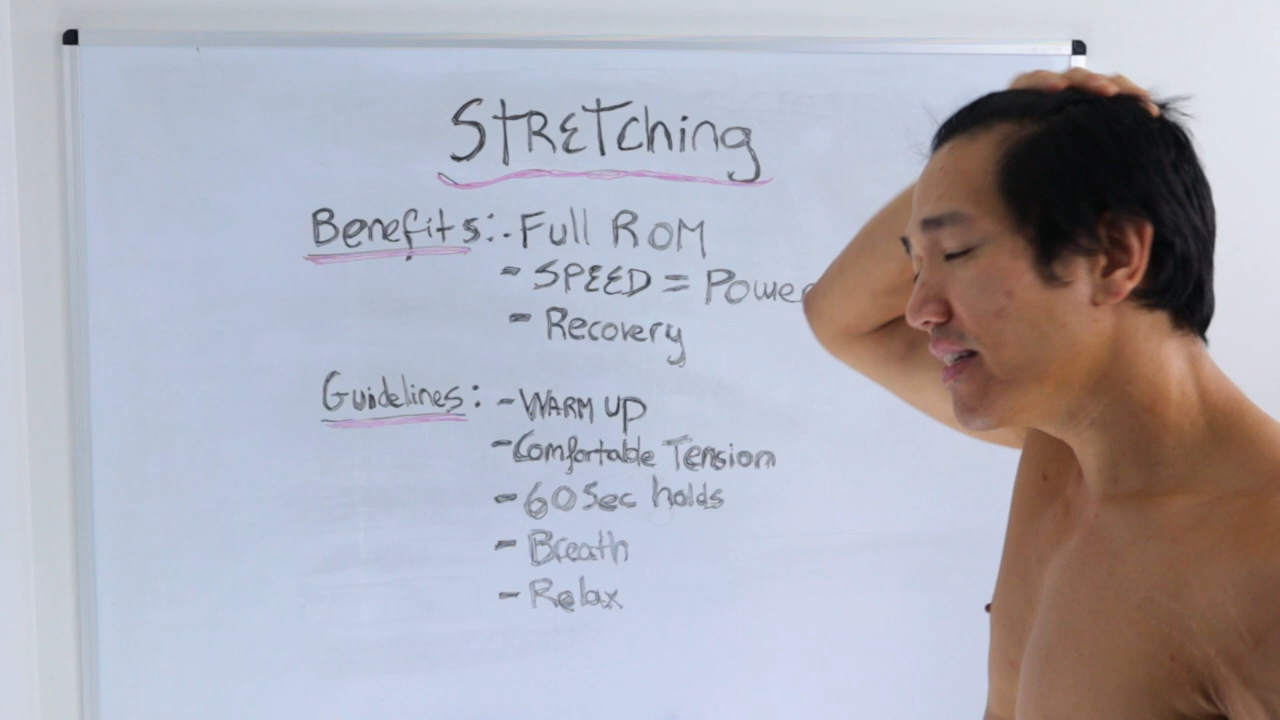 Stretching
Benefits: - Full ROM
- SPEED = Power
- Recovery
Guidelines: - WARM UP
- Comfortable Tension
- 60 Sec holds
- Breath
- Relax